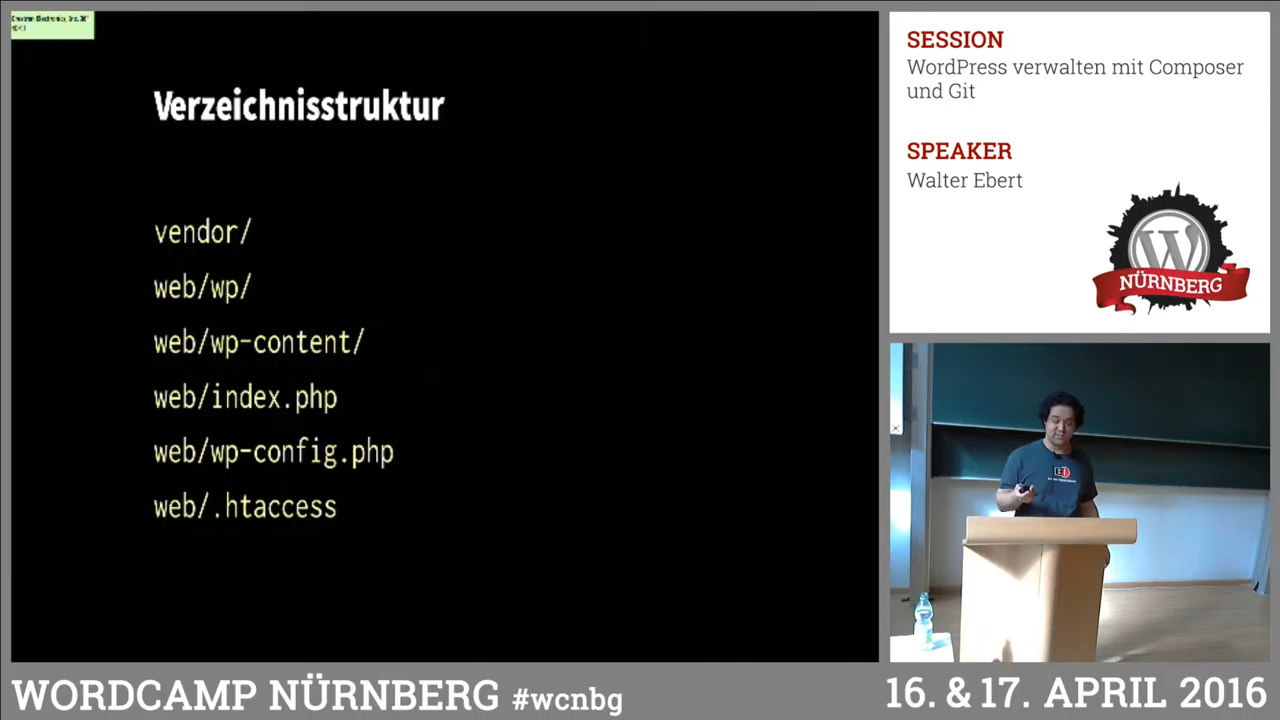 Verzeichnisstruktur
vendor/
web/wp/
web/wp-content/
web/index.php
web/wp-config.php
web/.htaccess
SESSION
WordPress verwalten mit Composer
und Git
SPEAKER
Walter Ebert
NÜRNBERG
WORDCAMP NÜRNBERG #wcnbg
16. & 17. APRIL 2016